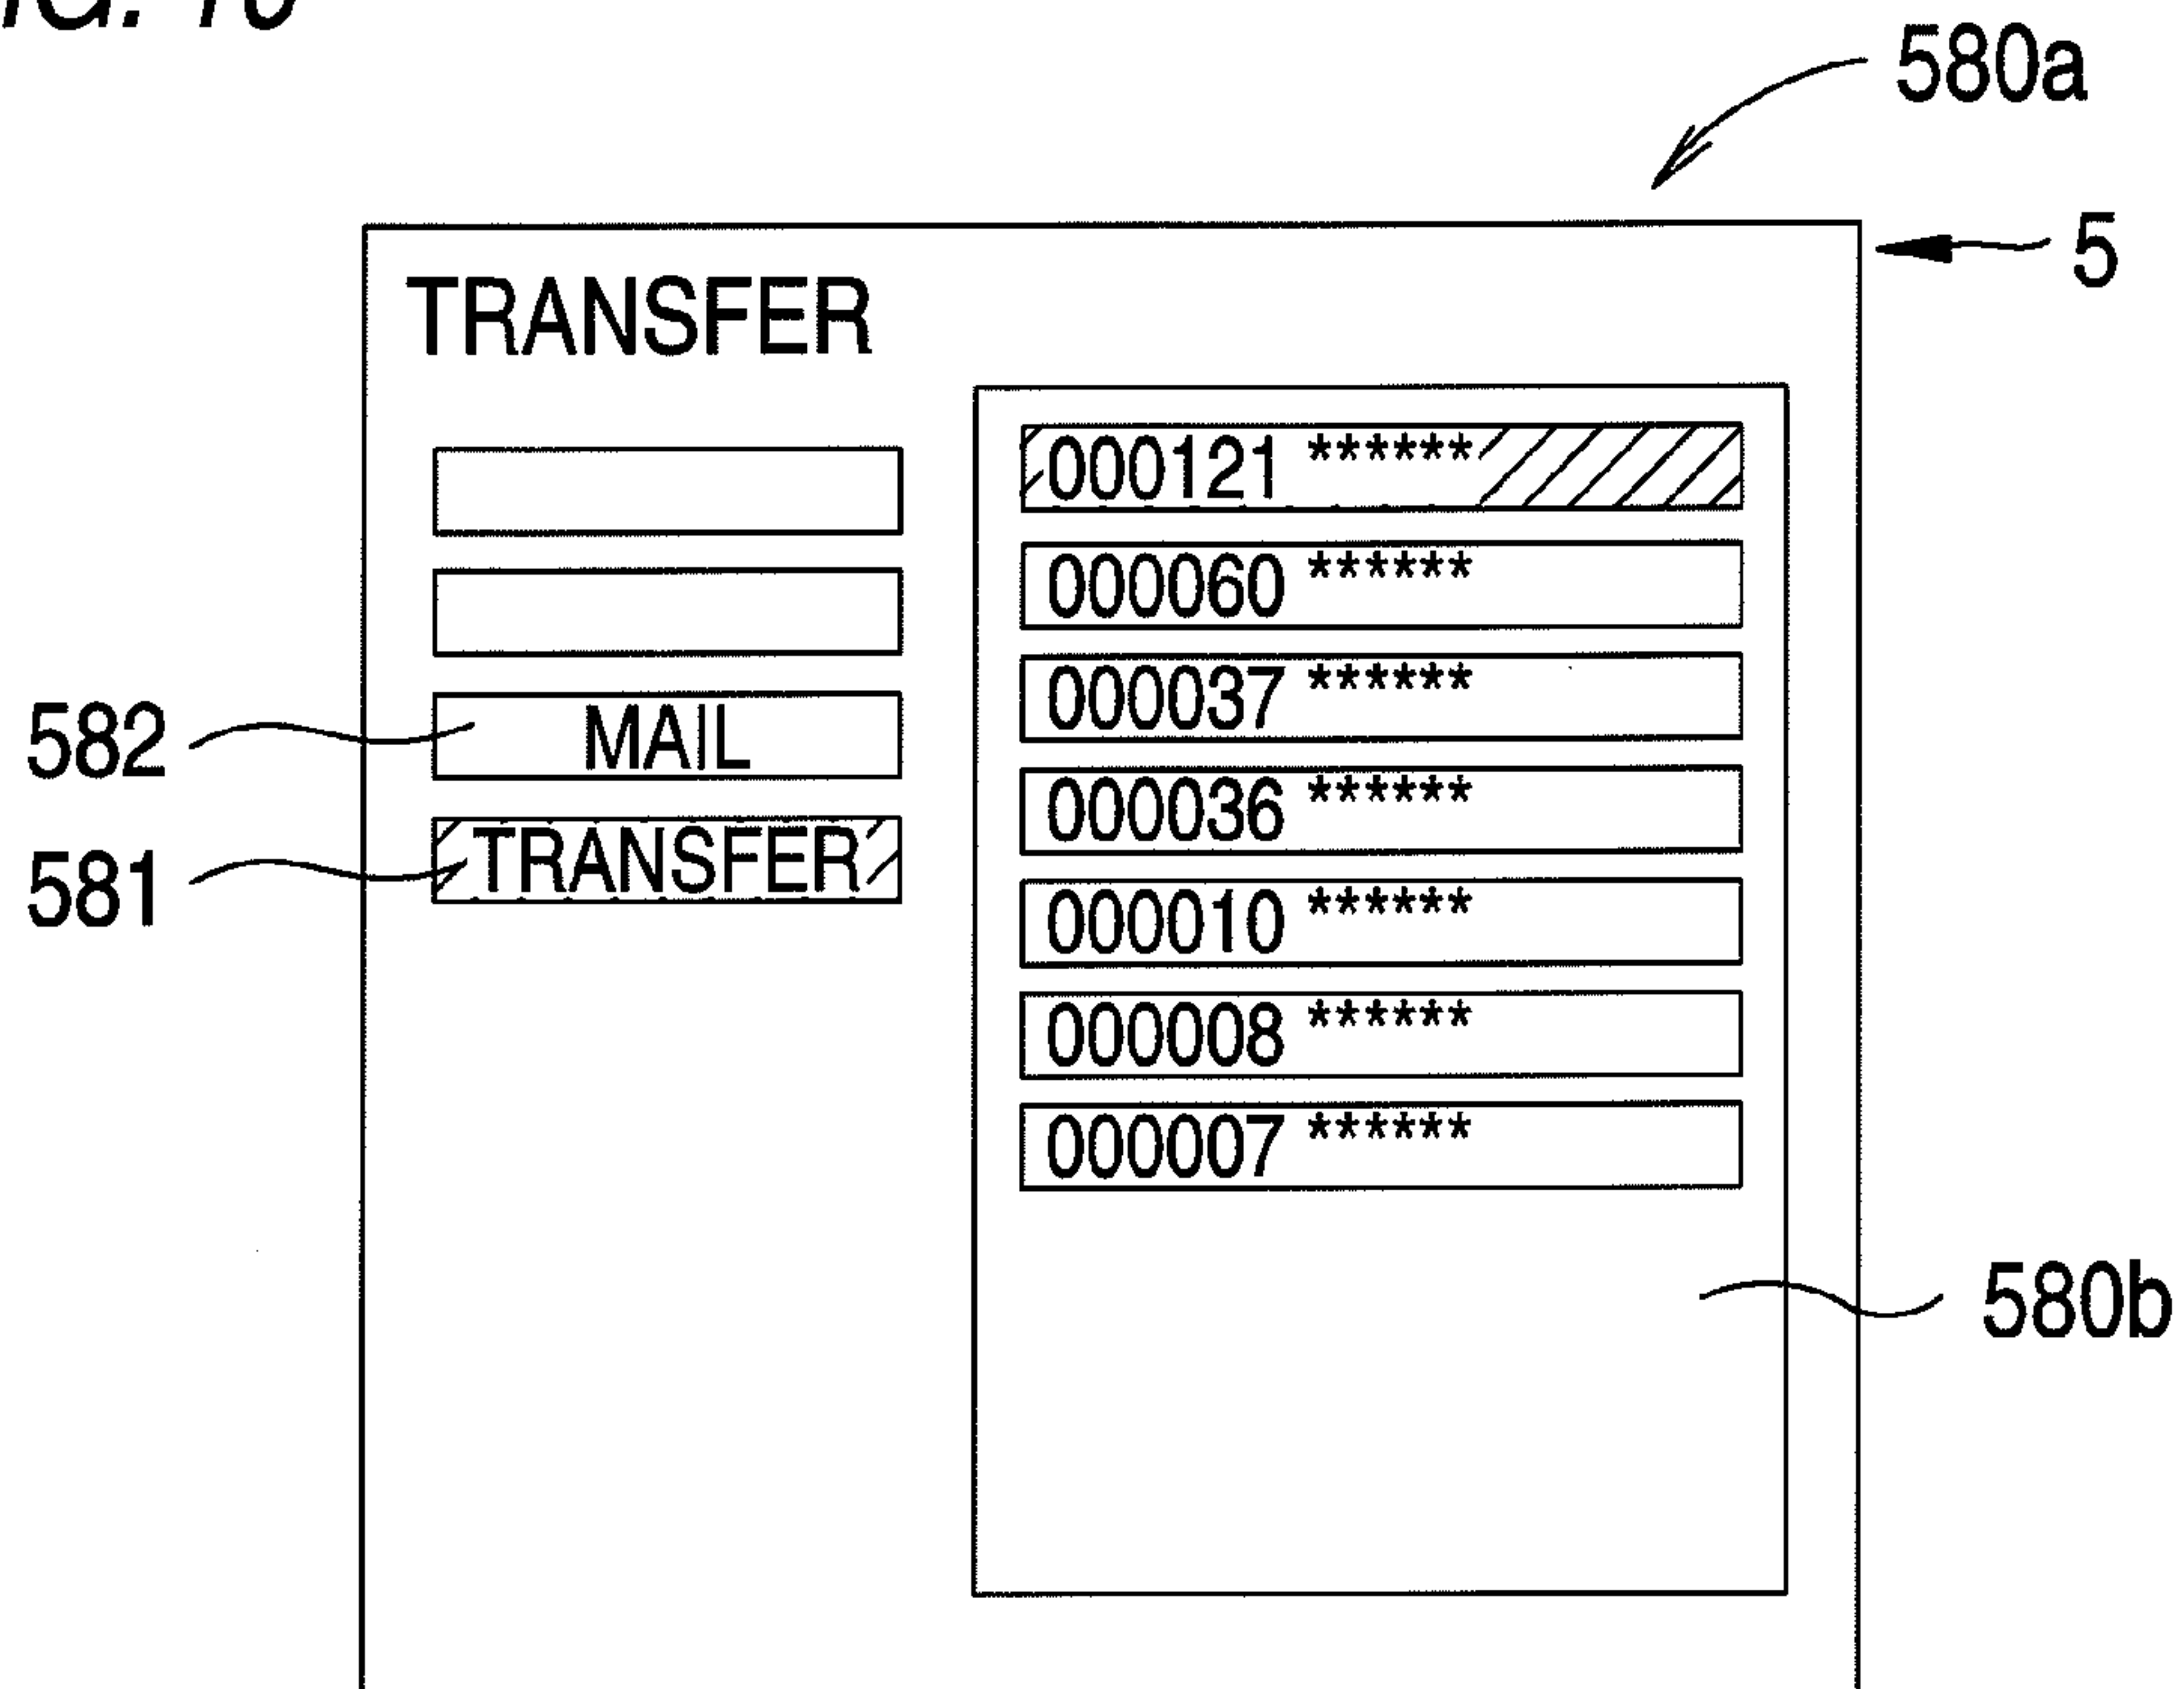 580a
5
TRANSFER
000121 ******
000060 ******
000037 ******
582
MAIL
000036 ******
581
TRANSFER
000010 ******
000008 ******
000007 ******
580b